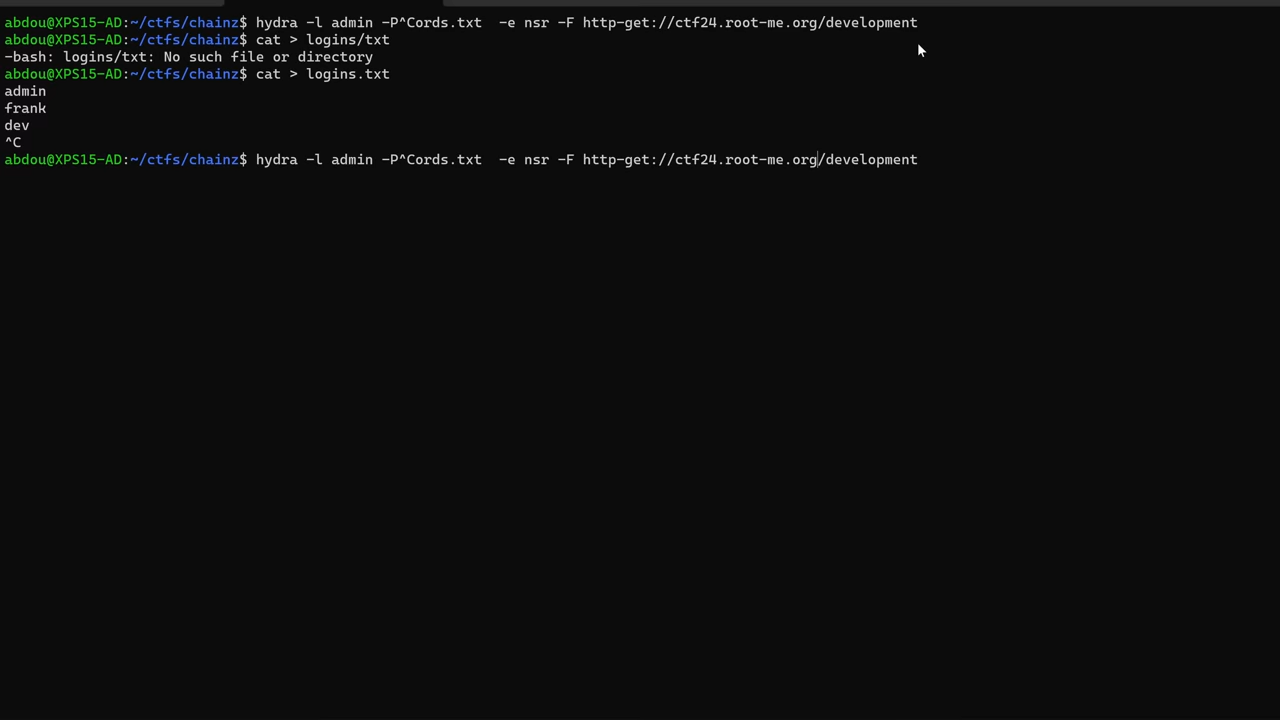 abdou@XPS15-AD:~/ctfs/chainz$ hydra -l admin -P^Cords.txt  -e nsr -F http-get://ctf24.root-me.org/development
abdou@XPS15-AD:~/ctfs/chainz$ cat > logins/txt
-bash: logins/txt: No such file or directory
abdou@XPS15-AD:~/ctfs/chainz$ cat > logins.txt
admin
frank
dev
^C
abdou@XPS15-AD:~/ctfs/chainz$ hydra -l admin -P^Cords.txt  -e nsr -F http-get://ctf24.root-me.org/development